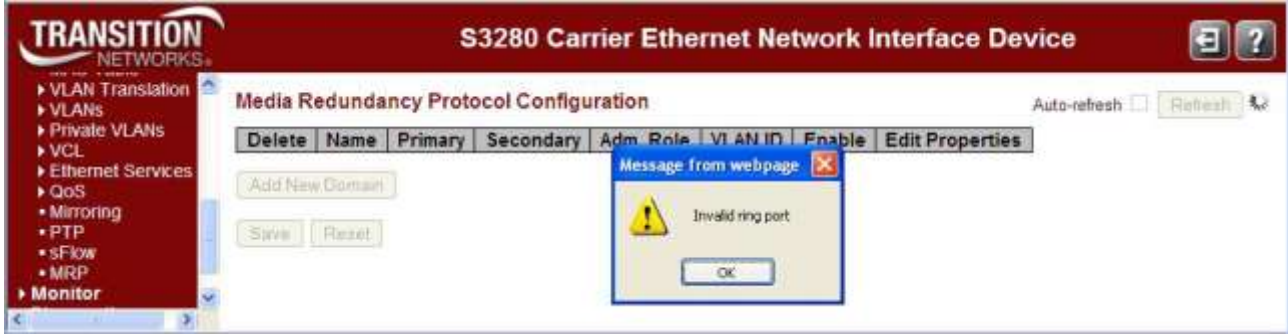 TRANSITION
NETWORKS
S3280 Carrier Ethernet Network Interface Device
?
VLAN Translation
VLANs
Private VLANs
VCL
Ethernet Services
QoS
Mirroring
PTP
sFlow
MRP
Monitor
Media Redundancy Protocol Configuration
Auto-refresh
Refresh
Delete Name Primary Secondary Adm. Role VLAN ID Enable Edit Properties
Add New Domain
Save Reset
Message from webpage
Invalid ring port
OK